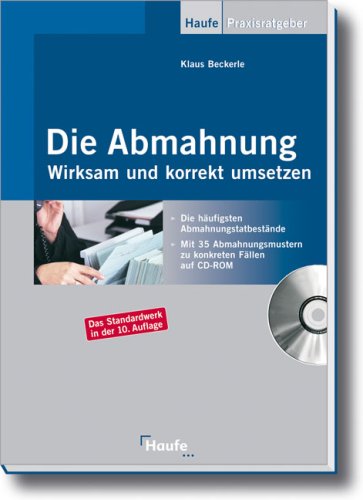 Haufe Praxisratgeber
Klaus Beckerle
Die Abmahnung
Wirksam und korrekt umsetzen
▪ Die häufigsten
Abmahnungstatbestände
▪ Mit 35 Abmahnungsmustern
zu konkreten Fällen
auf CD-ROM
Das Standardwerk
in der 10. Auflage
Haufe...